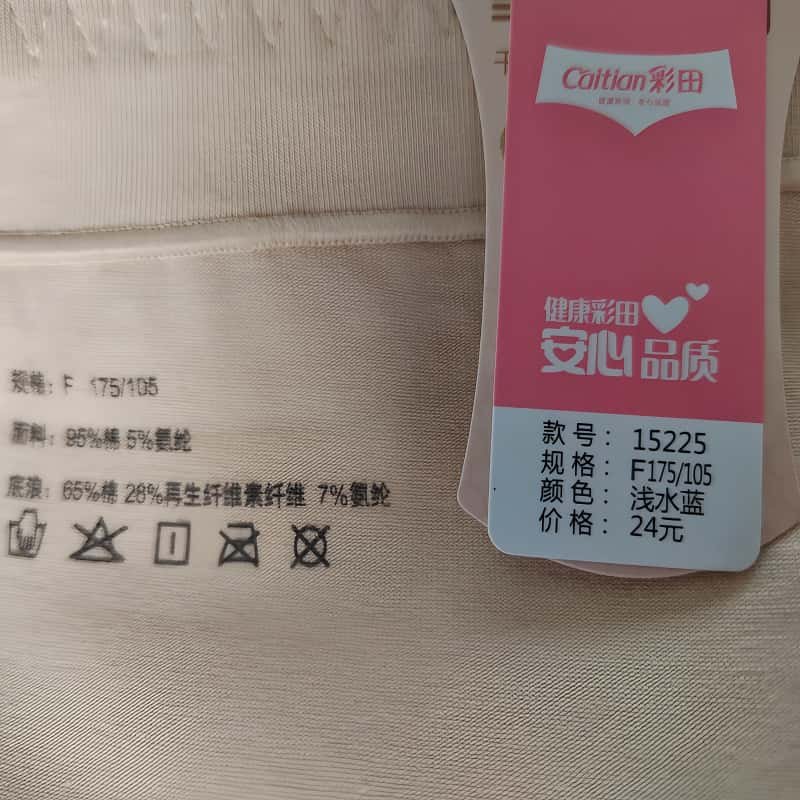 Caitian彩田
健康彩田
安心品质
款号：15225
规格：F175/105
颜色：浅水蓝
价格：24元
规格：F 175/105
面料：95%棉 5%氨纶
底浪：65%棉 28%再生纤维素纤维 7%氨纶